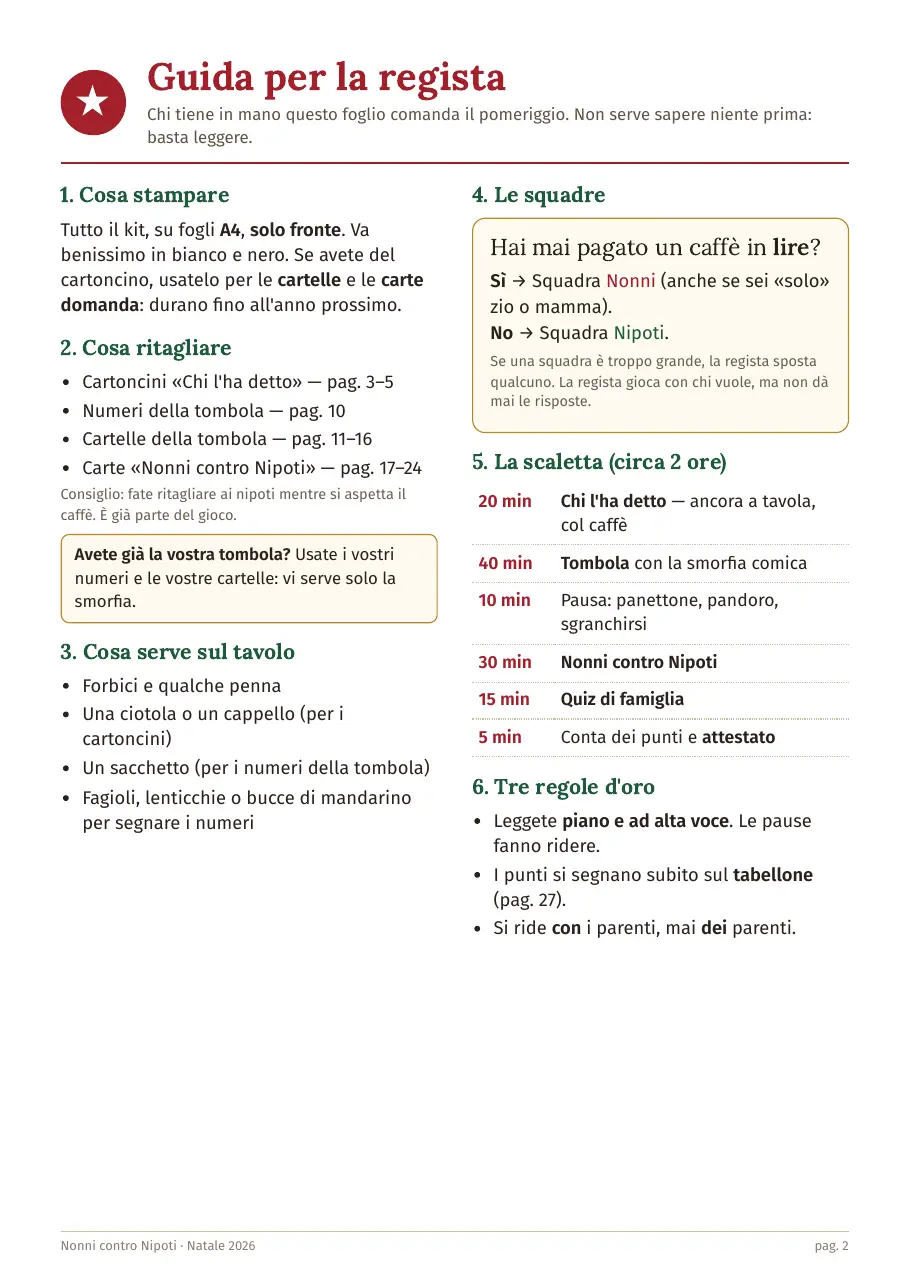 Guida per la regista
Chi tiene in mano questo foglio comanda il pomeriggio. Non serve sapere niente prima:
basta leggere.
1. Cosa stampare
Tutto il kit, su fogli A4, solo fronte. Va
benissimo in bianco e nero. Se avete del
cartoncino, usatelo per le cartelle e le carte
domanda: durano fino all'anno prossimo.
2. Cosa ritagliare
• Cartoncini «Chi l'ha detto» — pag. 3–5
• Numeri della tombola — pag. 10
• Cartelle della tombola — pag. 11–16
• Carte «Nonni contro Nipoti» — pag. 17–24
Consiglio: fate ritagliare ai nipoti mentre si aspetta il
caffè. È già parte del gioco.
Avete già la vostra tombola? Usate i vostri
numeri e le vostre cartelle: vi serve solo la
smorfia.
3. Cosa serve sul tavolo
• Forbici e qualche penna
• Una ciotola o un cappello (per i
cartoncini)
• Un sacchetto (per i numeri della tombola)
• Fagioli, lenticchie o bucce di mandarino
per segnare i numeri
4. Le squadre
Hai mai pagato un caffè in lire?
Sì → Squadra Nonni (anche se sei «solo»
zio o mamma).
No → Squadra Nipoti.
Se una squadra è troppo grande, la regista sposta
qualcuno. La regista gioca con chi vuole, ma non dà
mai le risposte.
5. La scaletta (circa 2 ore)
20 min Chi l'ha detto — ancora a tavola,
col caffè
40 min Tombola con la smorfia comica
10 min Pausa: panettone, pandoro,
sgranchirsi
30 min Nonni contro Nipoti
15 min Quiz di famiglia
5 min Conta dei punti e attestato
6. Tre regole d'oro
• Leggete piano e ad alta voce. Le pause
fanno ridere.
• I punti si segnano subito sul tabellone
(pag. 27).
• Si ride con i parenti, mai dei parenti.
Nonni contro Nipoti · Natale 2026 pag. 2